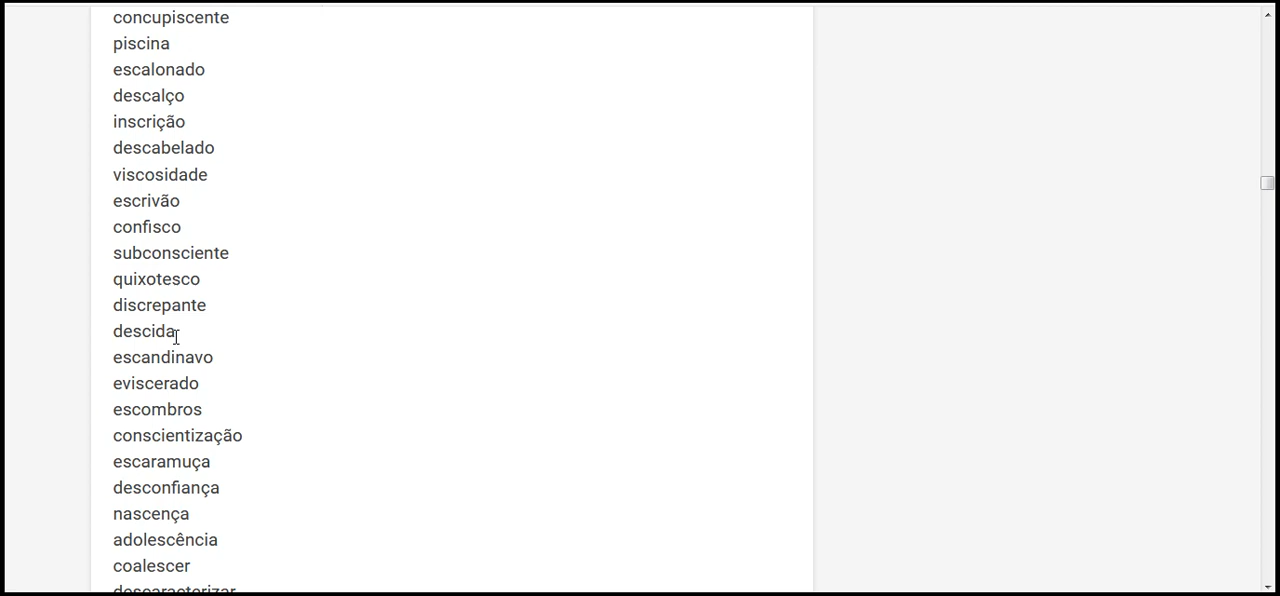 concupiscente
piscina
escalonado
descalço
inscrição
descabelado
viscosidade
escrivão
confisco
subconsciente
quixotesco
discrepante
descida
escandinavo
eviscerado
escombros
conscientização
escaramuça
desconfiança
nascença
adolescência
coalescer
descaracterizar